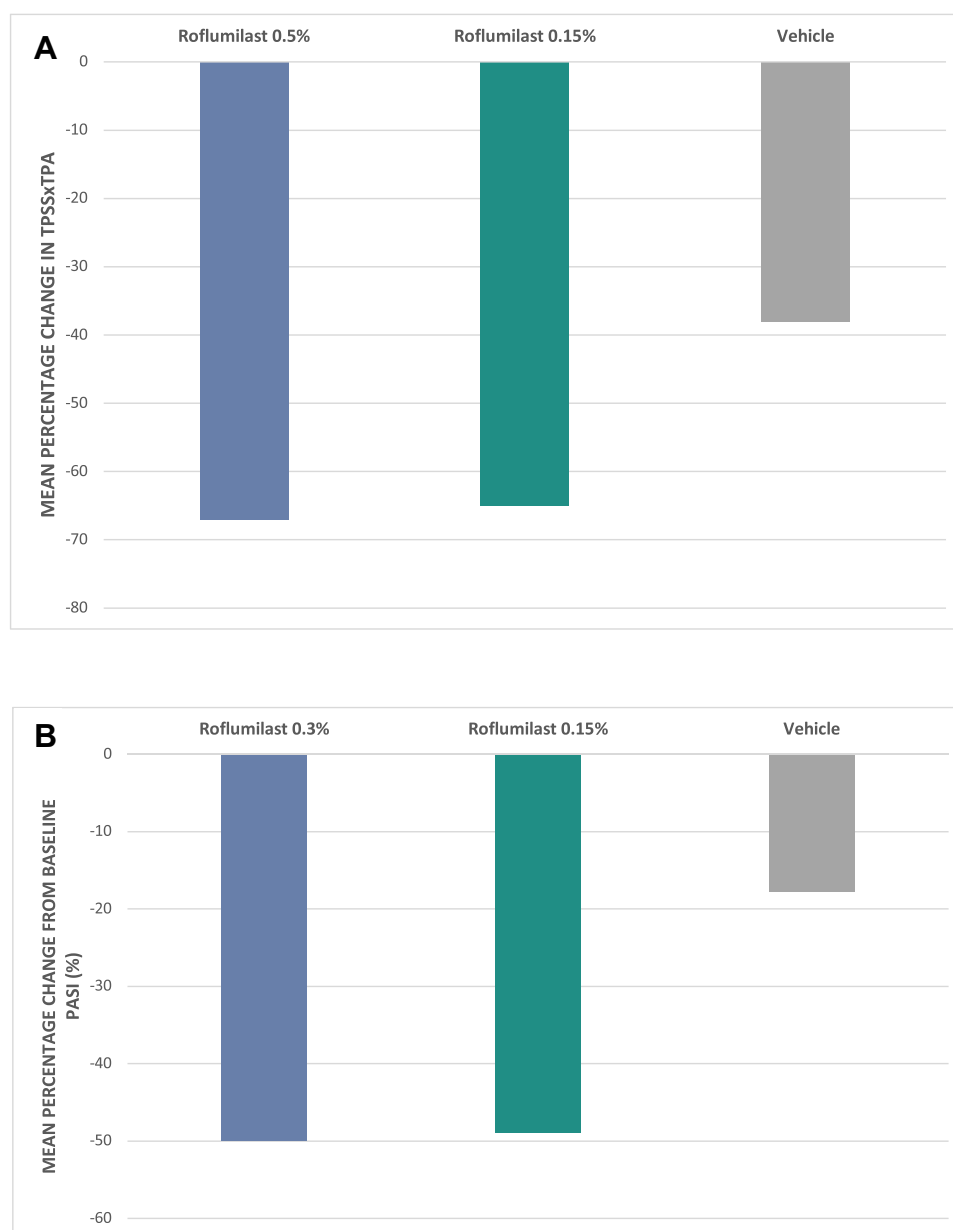 A
Roflumilast 0.5% Roflumilast 0.15% Vehicle
MEAN PERCENTAGE CHANGE IN TPSSxTPA
0
-10
-20
-30
-40
-50
-60
-70
-80
B
Roflumilast 0.3% Roflumilast 0.15% Vehicle
MEAN PERCENTAGE CHANGE FROM BASELINE
PASI (%)
0
-10
-20
-30
-40
-50
-60